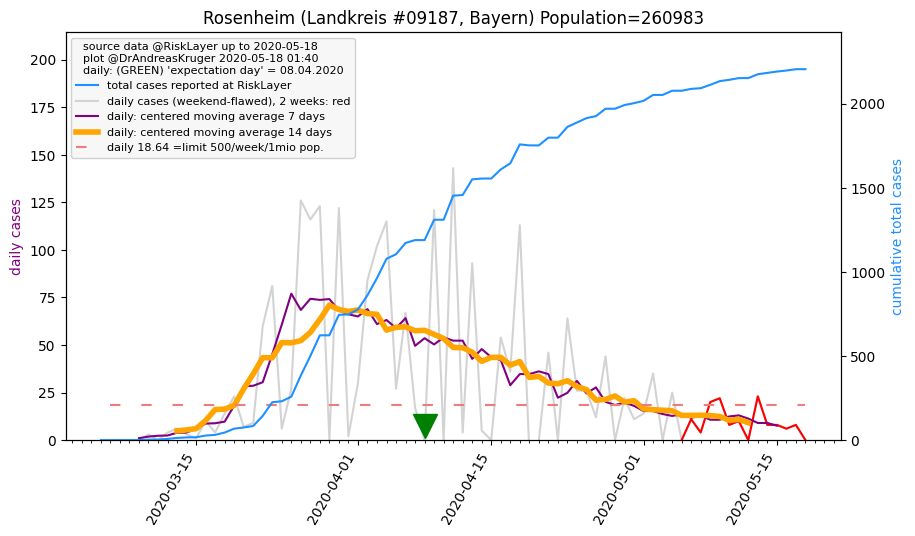 Rosenheim (Landkreis #09187, Bayern) Population=260983
source data @RiskLayer up to 2020-05-18
plot @DrAndreasKruger 2020-05-18 01:40
daily: (GREEN) 'expectation day' = 08.04.2020
total cases reported at RiskLayer
daily cases (weekend-flawed), 2 weeks: red
daily: centered moving average 7 days
daily: centered moving average 14 days
daily 18.64 =limit 500/week/1mio pop.
daily cases
200
175
150
125
100
75
50
25
0
cumulative total cases
2000
1500
1000
500
0
2020-03-15
2020-04-01
2020-04-15
2020-05-01
2020-05-15